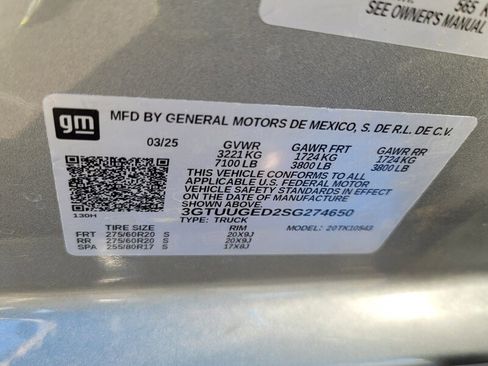 565 K
SEE OWNER'S MANUAL
gm
MFD BY GENERAL MOTORS DE MEXICO, S. DE R.L. DE C.V.
03/25 GVWR GAWR FRT GAWR RR
3221 KG 1724 KG 1724 KG
7100 LB 3800 LB 3800 LB
THIS VEHICLE CONFORMS TO ALL
APPLICABLE U.S. FEDERAL MOTOR
VEHICLE SAFETY STANDARDS IN EFFECT
ON THE DATE OF MANUFACTURE
SHOWN ABOVE.
130H 3GTUUGED2SG274650
TYPE: TRUCK
TIRE SIZE RIM MODEL: 20TK10543
FRT 275/60R20 S 20X9J
RR 275/60R20 S 20X9J
SPA 255/80R17 S 17X8J